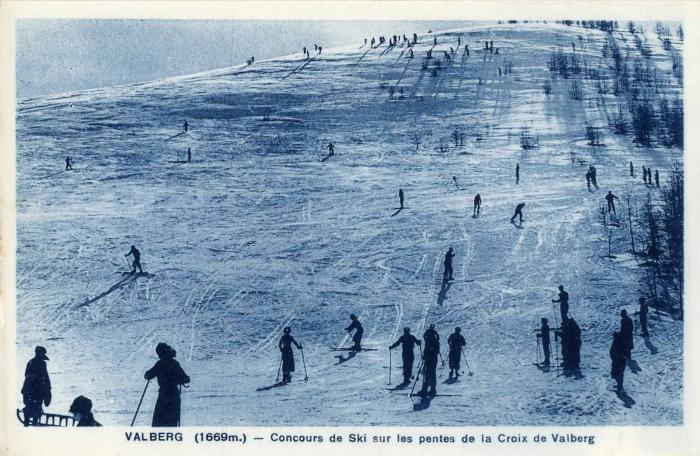 VALBERG (1669m.) — Concours de Ski sur les pentes de la Croix de Valberg